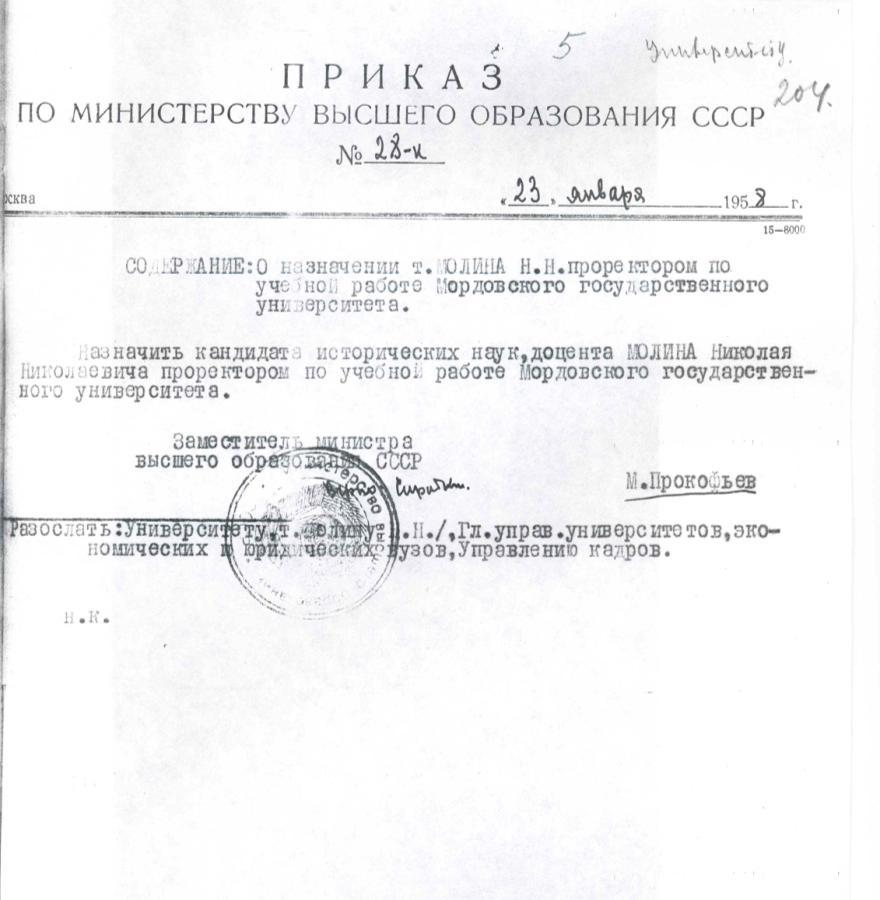 5 Университету.
204.
ПРИКАЗ
ПО МИНИСТЕРСТВУ ВЫСШЕГО ОБРАЗОВАНИЯ СССР
№ 28-к
осква „23„ января 1958 г.
15—8000
СОДЕРЖАНИЕ:О назначении т.МОЛИНА Н.Н.проректором по
учебной работе Мордовского государственного
университета.
Назначить кандидата исторических наук,доцента МОЛИНА Николая
Николаевича проректором по учебной работе Мордовского государствен-
ного университета.
Заместитель министра
высшего образования СССР
М.Прокофьев
Разослать:Университету,т. Н./,Гл.управ.университетов,эко-
номических и юридических вузов,Управлению кадров.
н.к.